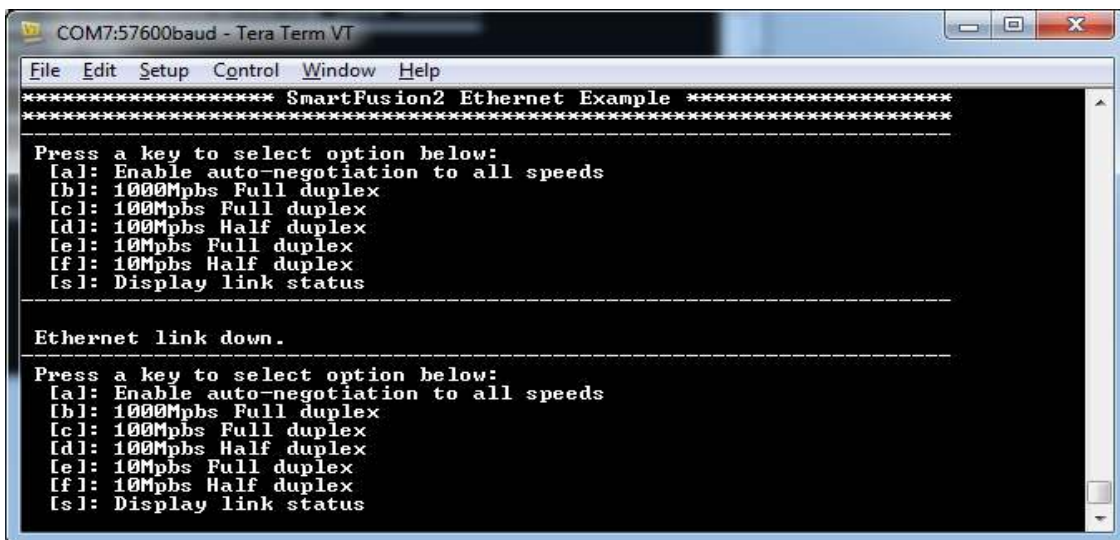 COM7:57600baud - Tera Term VT
File Edit Setup Control Window Help
******************* SmartFusion2 Ethernet Example ********************
**********************************************************************
Press a key to select option below:
[a]: Enable auto-negotiation to all speeds
[b]: 1000Mpbs Full duplex
[c]: 100Mpbs Full duplex
[d]: 100Mpbs Half duplex
[e]: 10Mpbs Full duplex
[f]: 10Mpbs Half duplex
[s]: Display link status
Ethernet link down.
Press a key to select option below:
[a]: Enable auto-negotiation to all speeds
[b]: 1000Mpbs Full duplex
[c]: 100Mpbs Full duplex
[d]: 100Mpbs Half duplex
[e]: 10Mpbs Full duplex
[f]: 10Mpbs Half duplex
[s]: Display link status